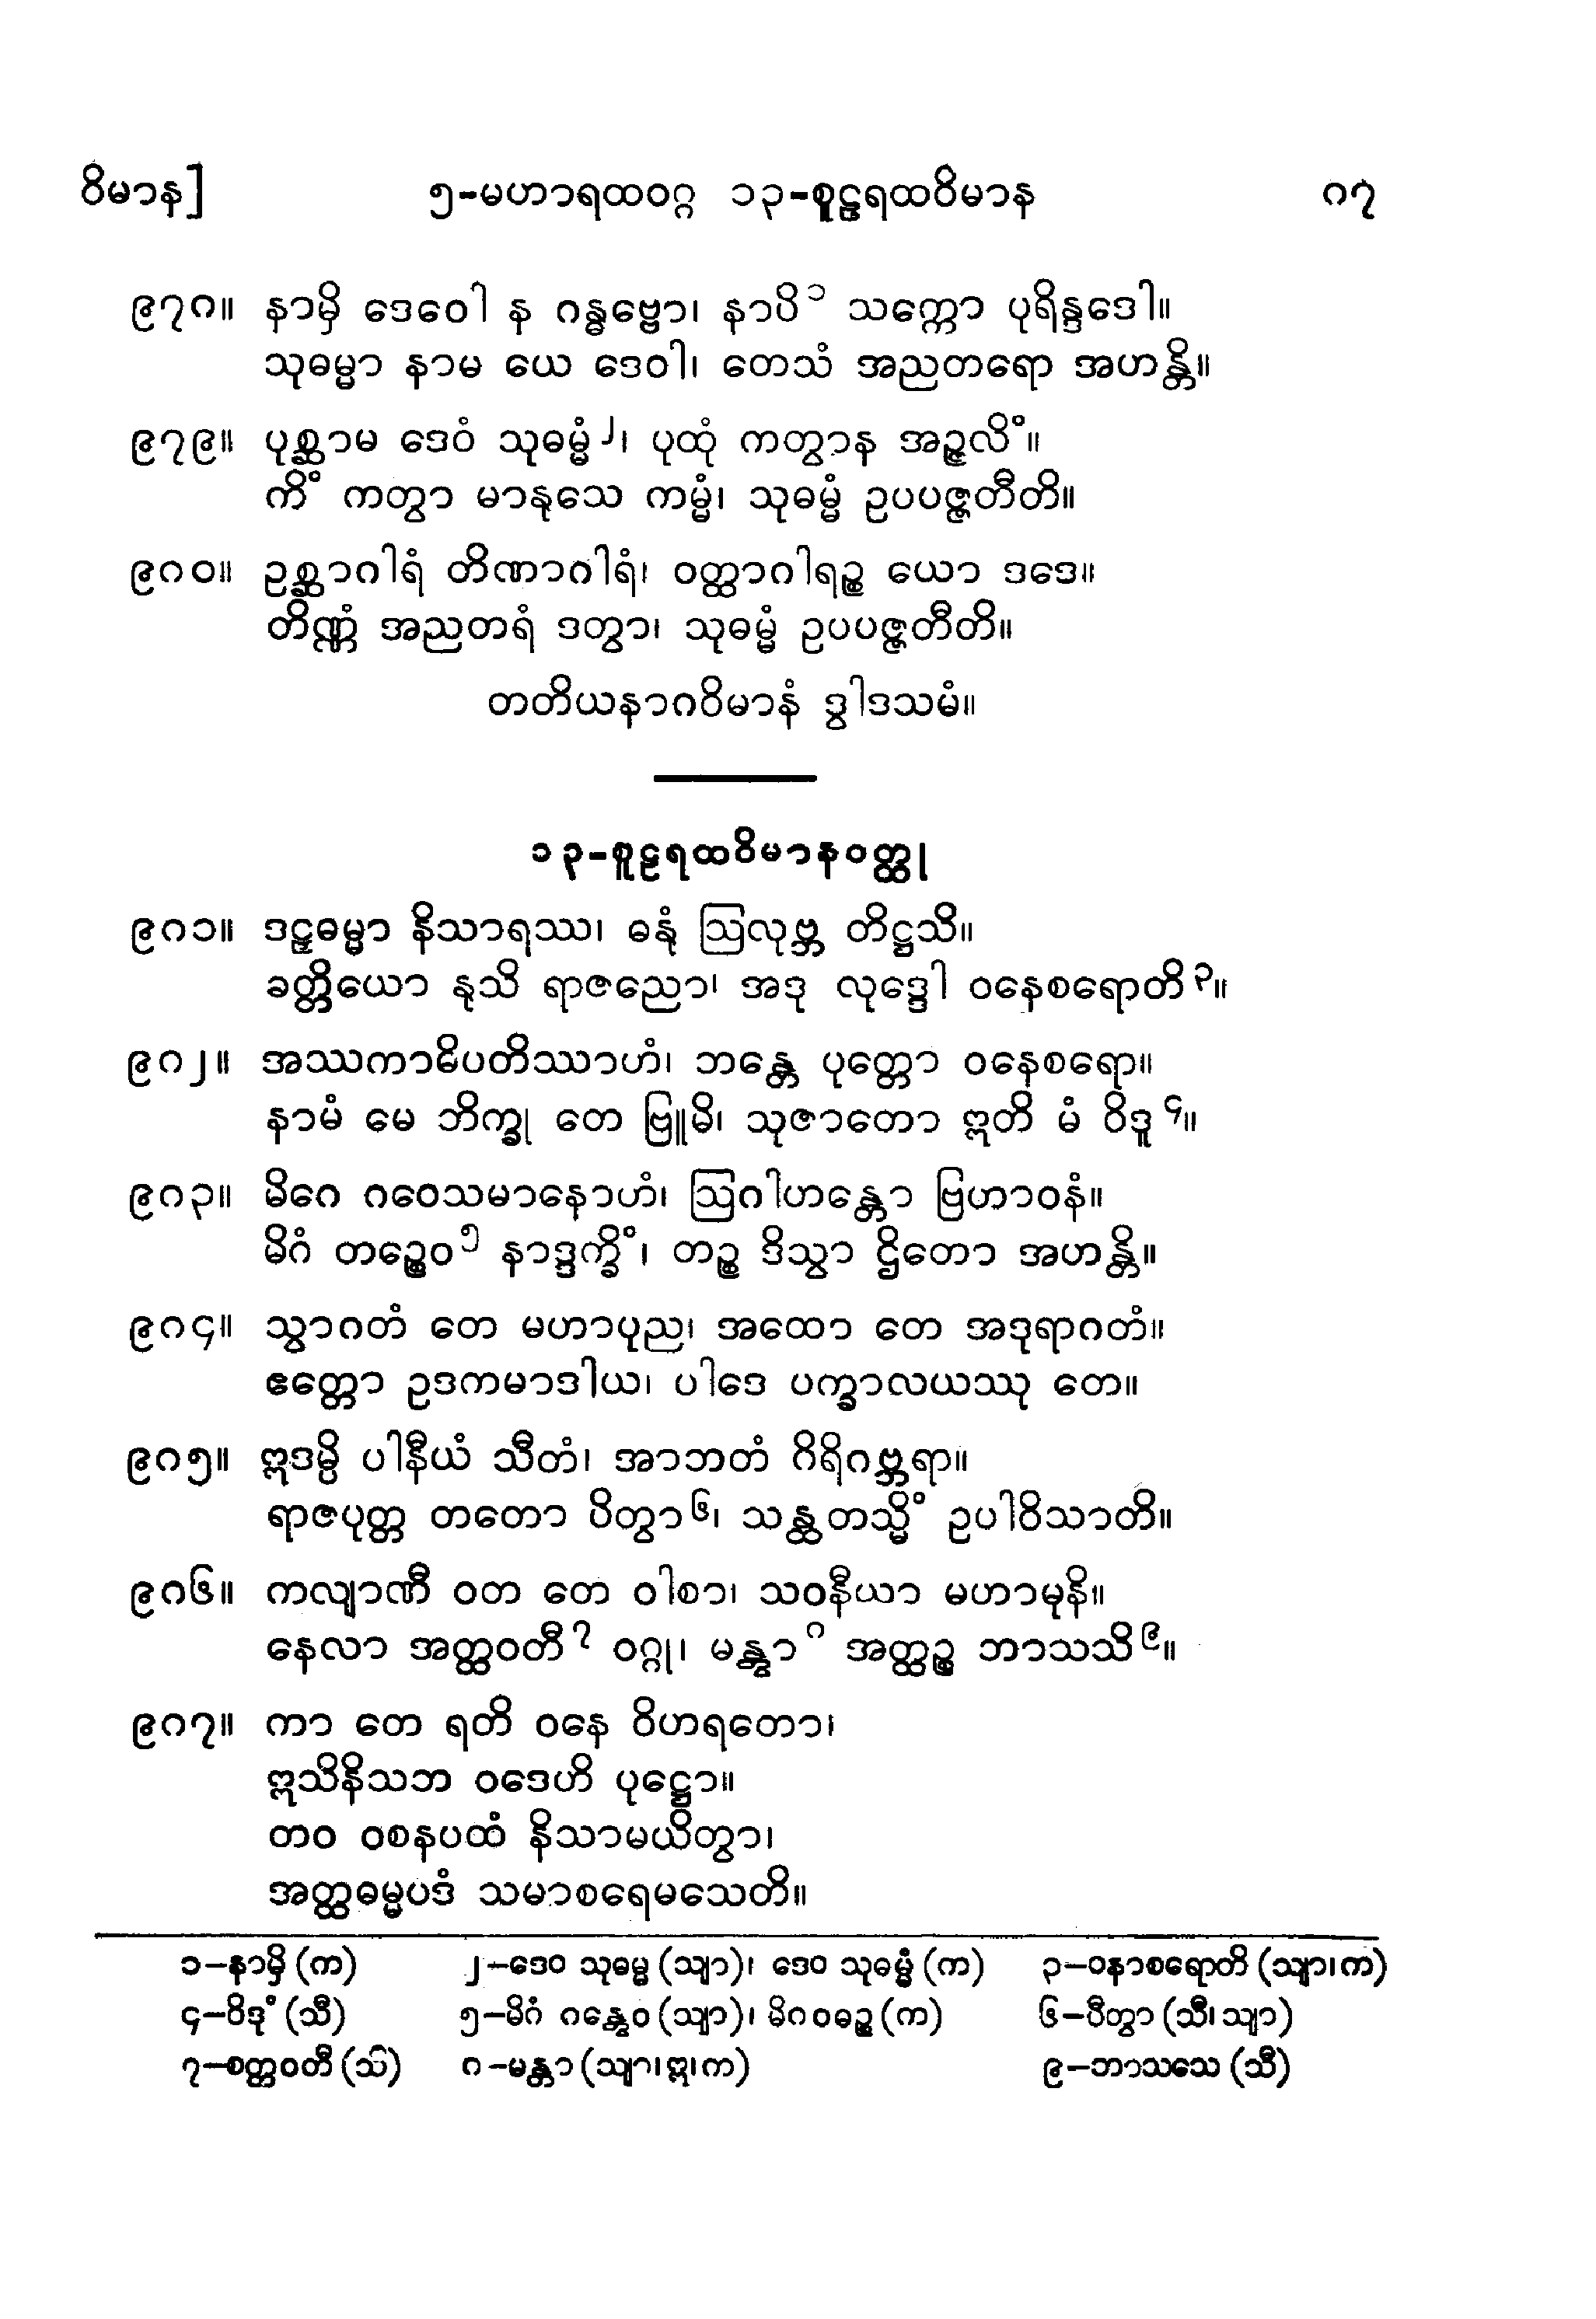 ဝိမာန]
၅-မဟာရထဝဂ္ဂ ၁၃-စူဠရထဝိမာန
၈၇
၉၇၈။ နာမှိ ဒေဝေါ န ဂန္ဓဗ္ဗော၊ နာပိ ၁ သက္ကော ပုရိန္ဒဒေါ။
သုဓမ္မာ နာမ ယေ ဒေဝါ၊ တေသံ အညတရော အဟန္တိ။
၉၇၉။ ပုစ္ဆာမ ဒေဝံ သုဓမ္မံ ၂၊ ပုထုံ ကတွာန အဉ္ဇလိံ။
ကိံ ကတွာ မာနုသေ ကမ္မံ၊ သုဓမ္မံ ဥပပဇ္ဇတီတိ။
၉၈၀။ ဥစ္ဆာဂါရံ တိဏာဂါရံ၊ ဝတ္ထာဂါရဉ္စ ယော ဒဒေ။
တိဏ္ဏံ အညတရံ ဒတွာ၊ သုဓမ္မံ ဥပပဇ္ဇတီတိ။
တတိယနာဂဝိမာနံ ဒွါဒသမံ။
၁၃-စူဠရထဝိမာနဝတ္ထု
၉၈၁။ ဒဠှဓမ္မာ နိသာရဿ၊ ဓနုံ ဩလုဗ္ဘ တိဋ္ဌသိ။
ခတ္တိယော နုသိ ရာဇညော၊ အဒု လုဒ္ဒေါ ဝနေစရောတိ ၃။
၉၈၂။ အဿကာဓိပတိဿာဟံ၊ ဘန္တေ ပုတ္တော ဝနေစရော။
နာမံ မေ ဘိက္ခု တေ ဗြူမိ၊ သုဇာတော ဣတိ မံ ဝိဒူ ၄။
၉၈၃။ မိဂေ ဂဝေသမာနောဟံ၊ ဩဂါဟန္တော ဗြဟာဝနံ။
မိဂံ တဉ္စေဝ ၅ နာဒ္ဒက္ခိံ၊ တဉ္စ ဒိသွာ ဌိတော အဟန္တိ။
၉၈၄။ သွာဂတံ တေ မဟာပုည၊ အထော တေ အဒုရာဂတံ။
ဧတ္တော ဥဒကမာဒါယ၊ ပါဒေ ပက္ခာလယဿု တေ။
၉၈၅။ ဣဒမ္ပိ ပါနီယံ သီတံ၊ အာဘတံ ဂိရိဂဗ္ဘရာ။
ရာဇပုတ္တ တတော ပိတွာ ၆၊ သန္ထတသ္မိံ ဥပါဝိသာတိ။
၉၈၆။ ကလျာဏီ ဝတ တေ ဝါစာ၊ သဝနီယာ မဟာမုနိ။
နေလာ အတ္ထဝတီ ၇ ဝဂ္ဂု၊ မန္တွာ ၈ အတ္ထဉ္စ ဘာသသိ ၉။
၉၈၇။ ကာ တေ ရတိ ဝနေ ဝိဟရတော၊
ဣသိနိသဘ ဝဒေဟိ ပုဋ္ဌော။
တဝ ဝစနပထံ နိသာမယိတွာ၊
အတ္ထဓမ္မပဒံ သမာစရေမသေတိ။
၁-နာမှိ (က) ၂-ဒေဝ သုဓမ္မ (သျာ)၊ ဒေဝ သုဓမ္မံ (က) ၃-ဝနာစရောတိ (သျာ၊က)
၄-ဝိဒုံ (သီ) ၅-မိဂံ ဂန္တွေဝ (သျာ)၊ မိဂဝဓဉ္စ (က) ၆-ပီတွာ (သီ၊သျာ)
၇-စတ္ထဝတီ (သီ) ၈-မန္တာ (သျာ၊ဣ၊က) ၉-ဘာသသေ (သီ)